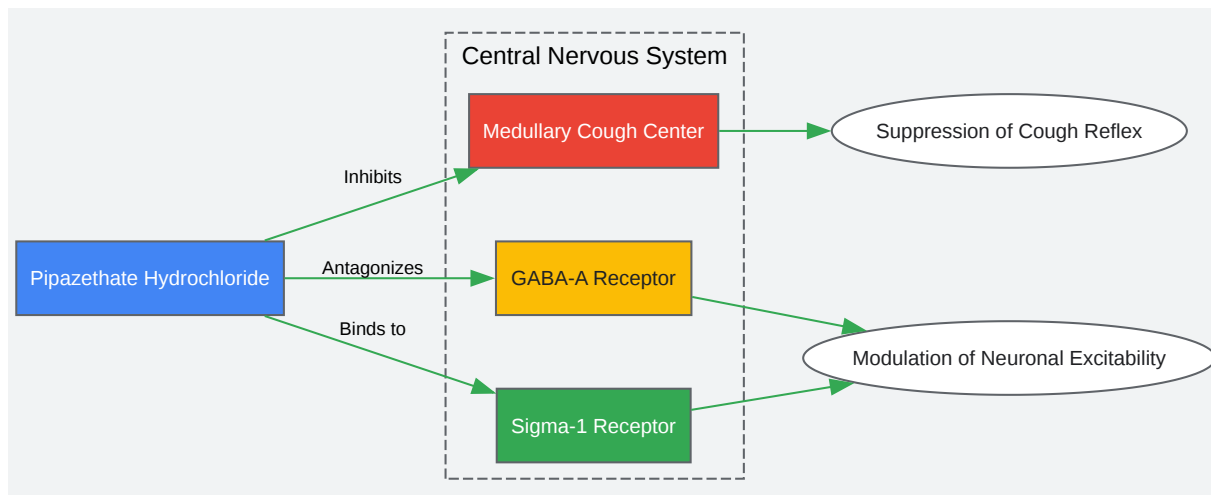 Central Nervous System
Medullary Cough Center
Suppression of Cough Reflex
Inhibits
Pipazethate Hydrochloride
Antagonizes
GABA-A Receptor
Binds to
Modulation of Neuronal Excitability
Sigma-1 Receptor